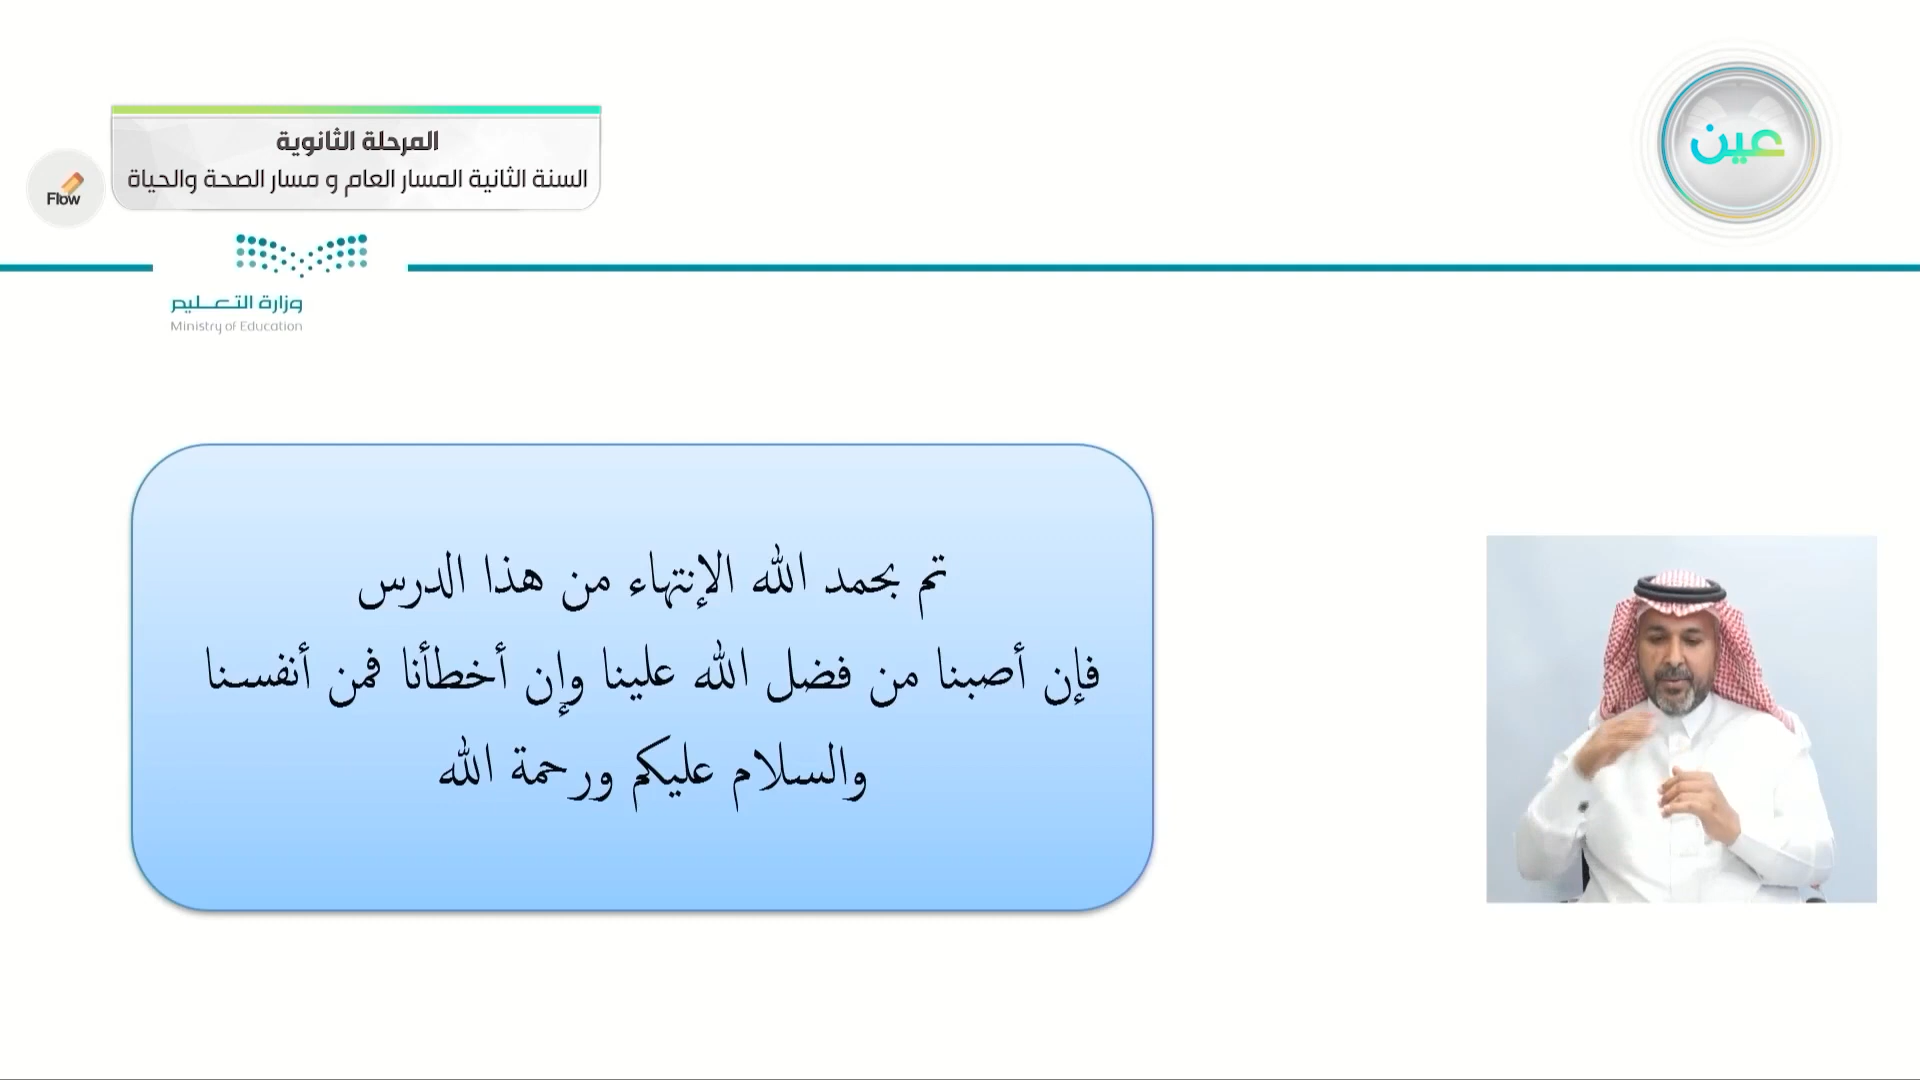 المرحلة الثانوية
السنة الثانية المسار العام و مسار الصحة والحياة
عين
Flow
وزارة التعليم
Ministry of Education
تم بحمد الله الإنتهاء من هذا الدرس
فإن أصبنا من فضل الله علينا وإن أخطأنا فمن أنفسنا
والسلام عليكم ورحمة الله